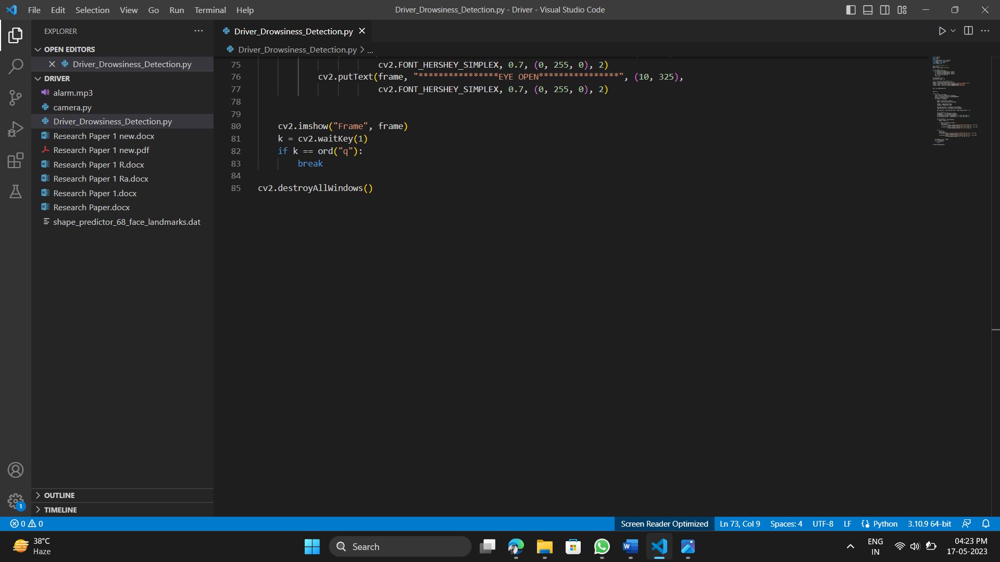 File Edit Selection View Go Run Terminal Help
Driver_Drowsiness_Detection.py - Driver - Visual Studio Code
EXPLORER
OPEN EDITORS
Driver_Drowsiness_Detection.py
DRIVER
alarm.mp3
camera.py
Driver_Drowsiness_Detection.py
Research Paper 1 new.docx
Research Paper 1 new.pdf
Research Paper 1 R.docx
Research Paper 1 Ra.docx
Research Paper 1.docx
Research Paper.docx
shape_predictor_68_face_landmarks.dat
OUTLINE
TIMELINE
Driver_Drowsiness_Detection.py
Driver_Drowsiness_Detection.py > ...
75 cv2.FONT_HERSHEY_SIMPLEX, 0.7, (0, 255, 0), 2)
76 cv2.putText(frame, "****************EYE OPEN****************", (10, 325),
77 cv2.FONT_HERSHEY_SIMPLEX, 0.7, (0, 255, 0), 2)
78
79
80 cv2.imshow("Frame", frame)
81 k = cv2.waitKey(1)
82 if k == ord("q"):
83 break
84
85 cv2.destroyAllWindows()
1
0 0
Screen Reader Optimized Ln 73, Col 9 Spaces: 4 UTF-8 LF Python 3.10.9 64-bit
38°C
Haze
Search
ENG
IN
04:23 PM
17-05-2023